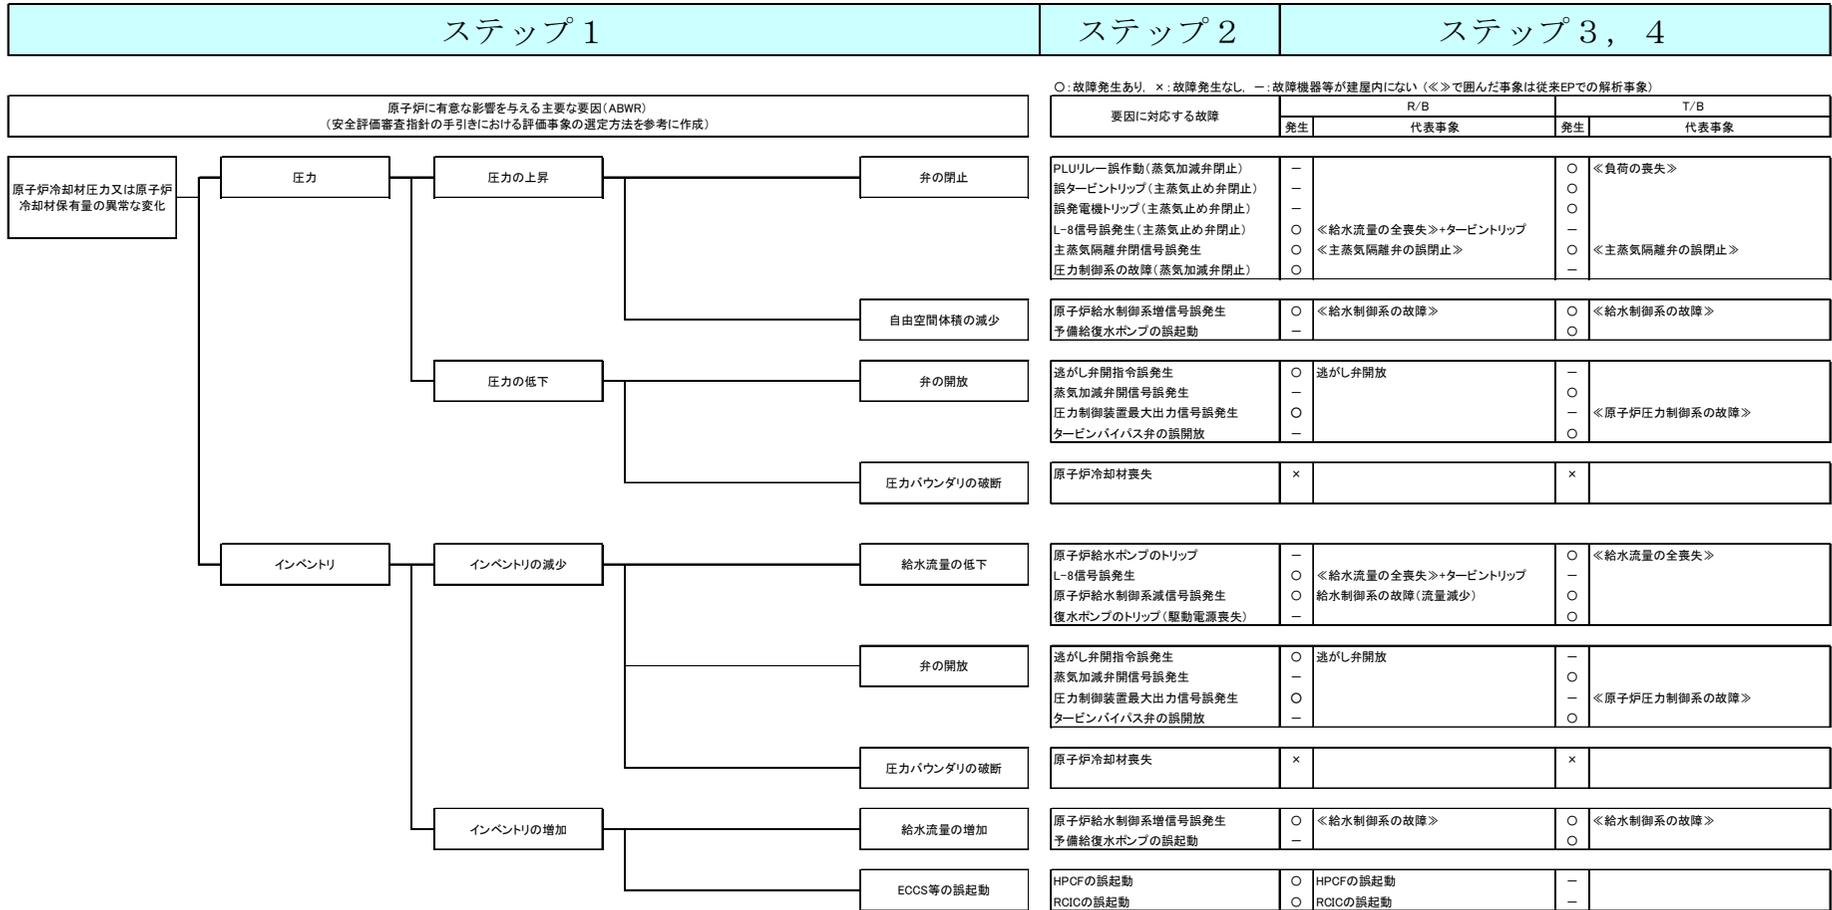 ステップ1
ステップ2
ステップ3，4
○：故障発生あり，×：故障発生なし，－：故障機器等が建屋内にない（≪≫で囲んだ事象は従来EPでの解析事象）
原子炉に有意な影響を与える主要な要因(ABWR)
（安全評価審査指針の手引きにおける評価事象の選定方法を参考に作成）
要因に対応する故障
R/B
T/B
発生 代表事象 発生 代表事象
原子炉冷却材圧力又は原子炉
冷却材保有量の異常な変化
圧力
圧力の上昇
弁の閉止
PLUリレー誤作動（蒸気加減弁閉止） － ○ ≪負荷の喪失≫
誤タービントリップ（主蒸気止め弁閉止） － ○
誤発電機トリップ（主蒸気止め弁閉止） － ○
L-8信号誤発生（主蒸気止め弁閉止） ○ ≪給水流量の全喪失≫+タービントリップ －
主蒸気隔離弁閉信号誤発生 ○ ≪主蒸気隔離弁の誤閉止≫ ○ ≪主蒸気隔離弁の誤閉止≫
圧力制御系の故障（蒸気加減弁閉止） ○ －
自由空間体積の減少
原子炉給水制御系増信号誤発生 ○ ≪給水制御系の故障≫ ○ ≪給水制御系の故障≫
予備給復水ポンプの誤起動 － ○
圧力の低下
弁の開放
逃がし弁開指令誤発生 ○ 逃がし弁開放 －
蒸気加減弁開信号誤発生 － ○
圧力制御装置最大出力信号誤発生 ○ － ≪原子炉圧力制御系の故障≫
タービンバイパス弁の誤開放 － ○
圧力バウンダリの破断
原子炉冷却材喪失 × ×
インベントリ
インベントリの減少
給水流量の低下
原子炉給水ポンプのトリップ － ○ ≪給水流量の全喪失≫
L-8信号誤発生 ○ ≪給水流量の全喪失≫+タービントリップ －
原子炉給水制御系減信号誤発生 ○ 給水制御系の故障（流量減少） ○
復水ポンプのトリップ（駆動電源喪失） － ○
弁の開放
逃がし弁開指令誤発生 ○ 逃がし弁開放 －
蒸気加減弁開信号誤発生 － ○
圧力制御装置最大出力信号誤発生 ○ － ≪原子炉圧力制御系の故障≫
タービンバイパス弁の誤開放 － ○
圧力バウンダリの破断
原子炉冷却材喪失 × ×
インベントリの増加
給水流量の増加
原子炉給水制御系増信号誤発生 ○ ≪給水制御系の故障≫ ○ ≪給水制御系の故障≫
予備給復水ポンプの誤起動 － ○
ECCS等の誤起動
HPCFの誤起動 ○ HPCFの誤起動 －
RCICの誤起動 ○ RCICの誤起動 －